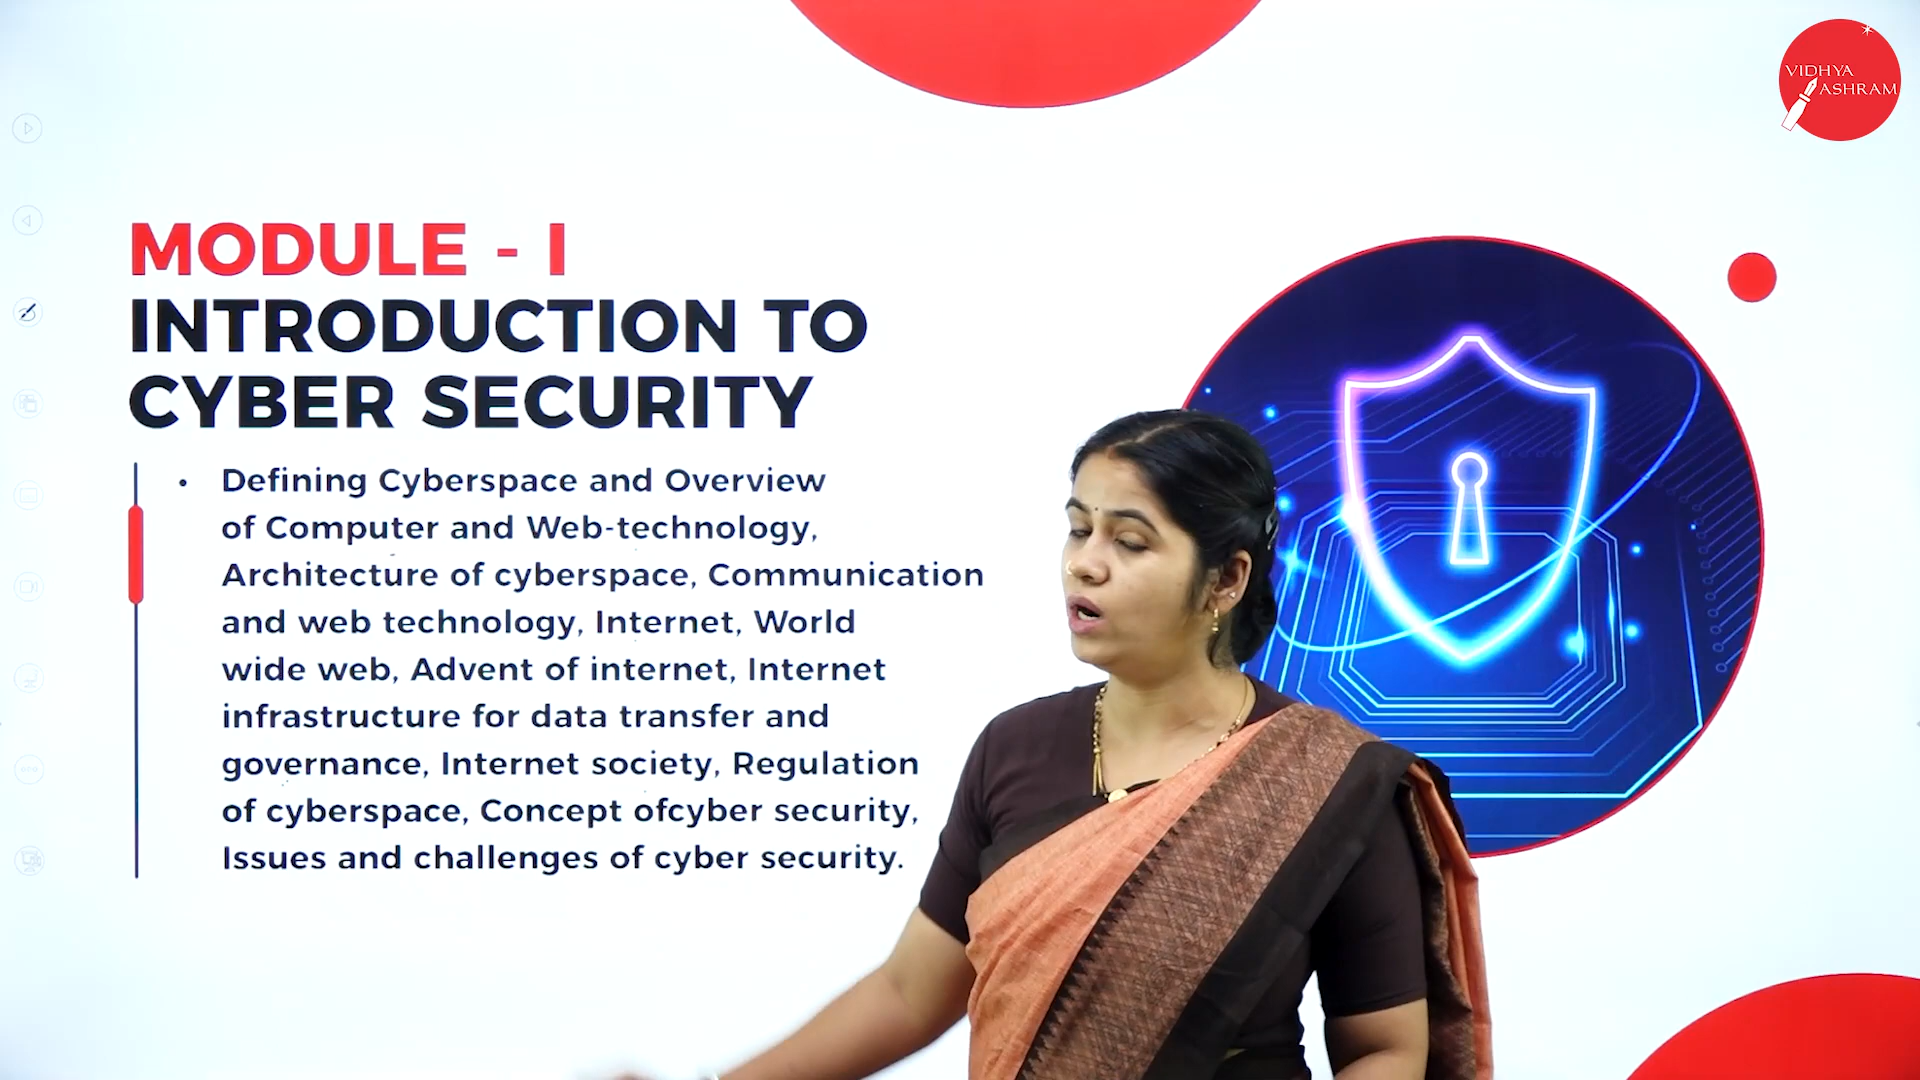 VIDHYA
ASHRAM
MODULE - I
INTRODUCTION TO
CYBER SECURITY
• Defining Cyberspace and Overview
of Computer and Web-technology,
Architecture of cyberspace, Communication
and web technology, Internet, World
wide web, Advent of internet, Internet
infrastructure for data transfer and
governance, Internet society, Regulation
of cyberspace, Concept ofcyber security,
Issues and challenges of cyber security.